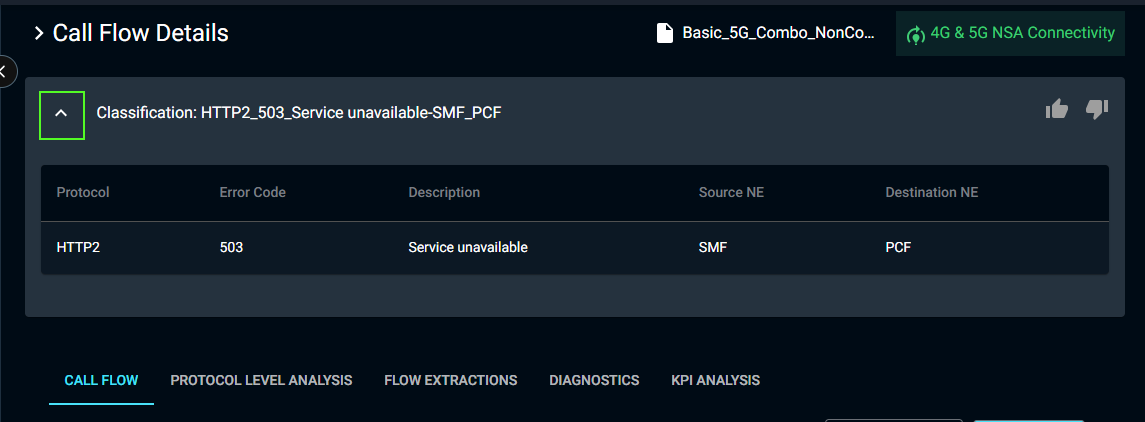 Call Flow Details
Basic_5G_Combo_NonCo...
4G & 5G NSA Connectivity
Classification: HTTP2_503_Service unavailable-SMF_PCF
Protocol Error Code Description Source NE Destination NE
HTTP2 503 Service unavailable SMF PCF
CALL FLOW PROTOCOL LEVEL ANALYSIS FLOW EXTRACTIONS DIAGNOSTICS KPI ANALYSIS